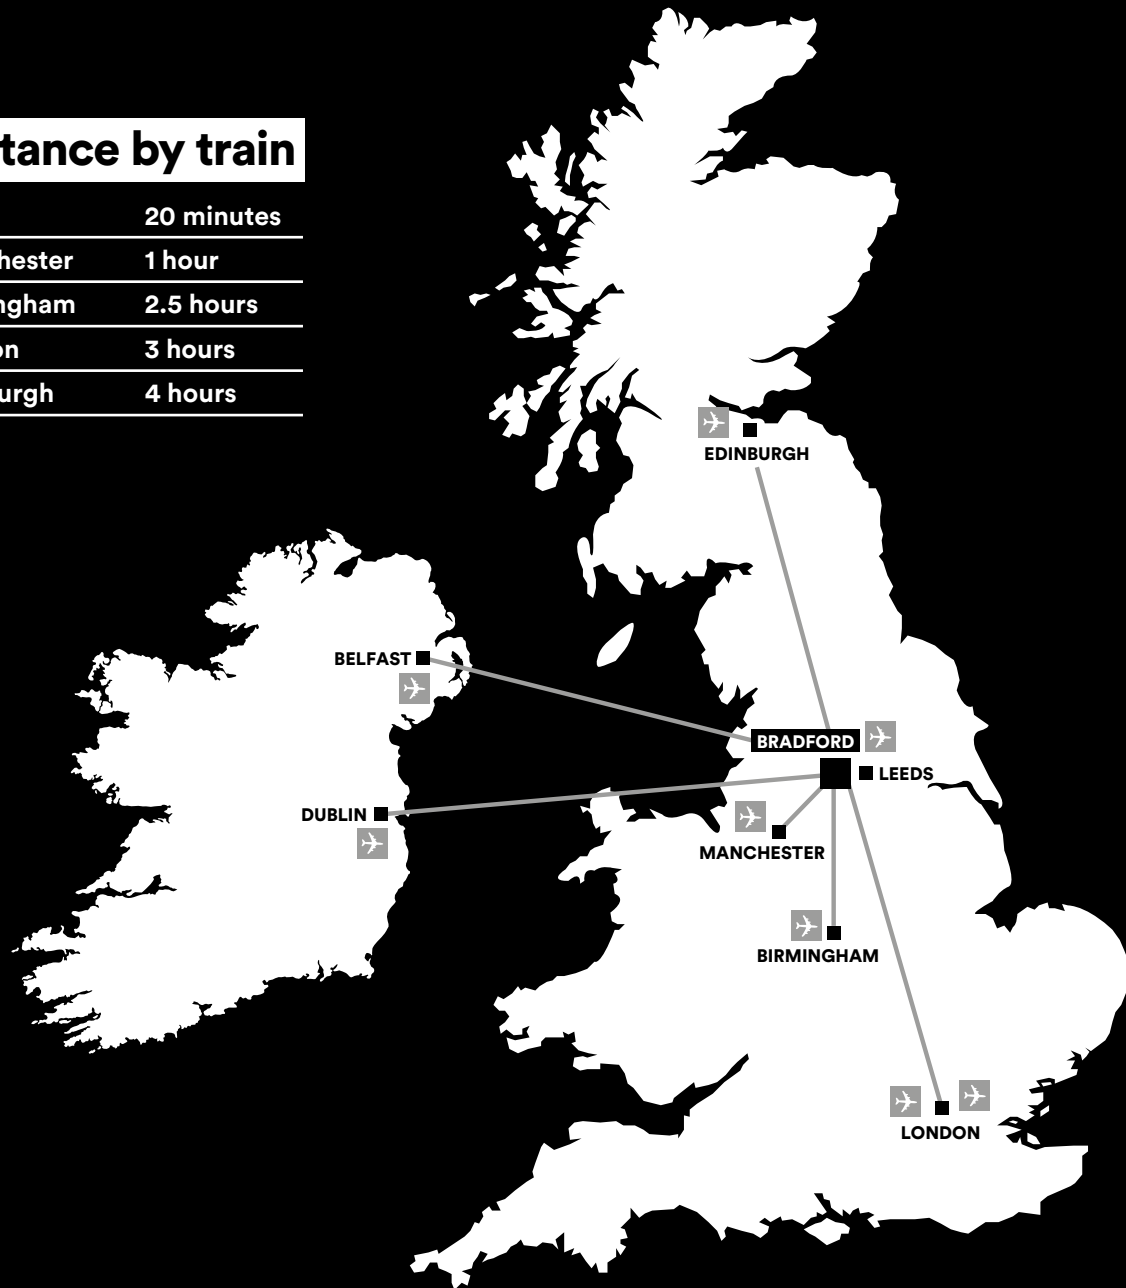 tance by train
20 minutes
hester 1 hour
ngham 2.5 hours
on 3 hours
urgh 4 hours
EDINBURGH
BELFAST
BRADFORD
LEEDS
DUBLIN
MANCHESTER
BIRMINGHAM
LONDON